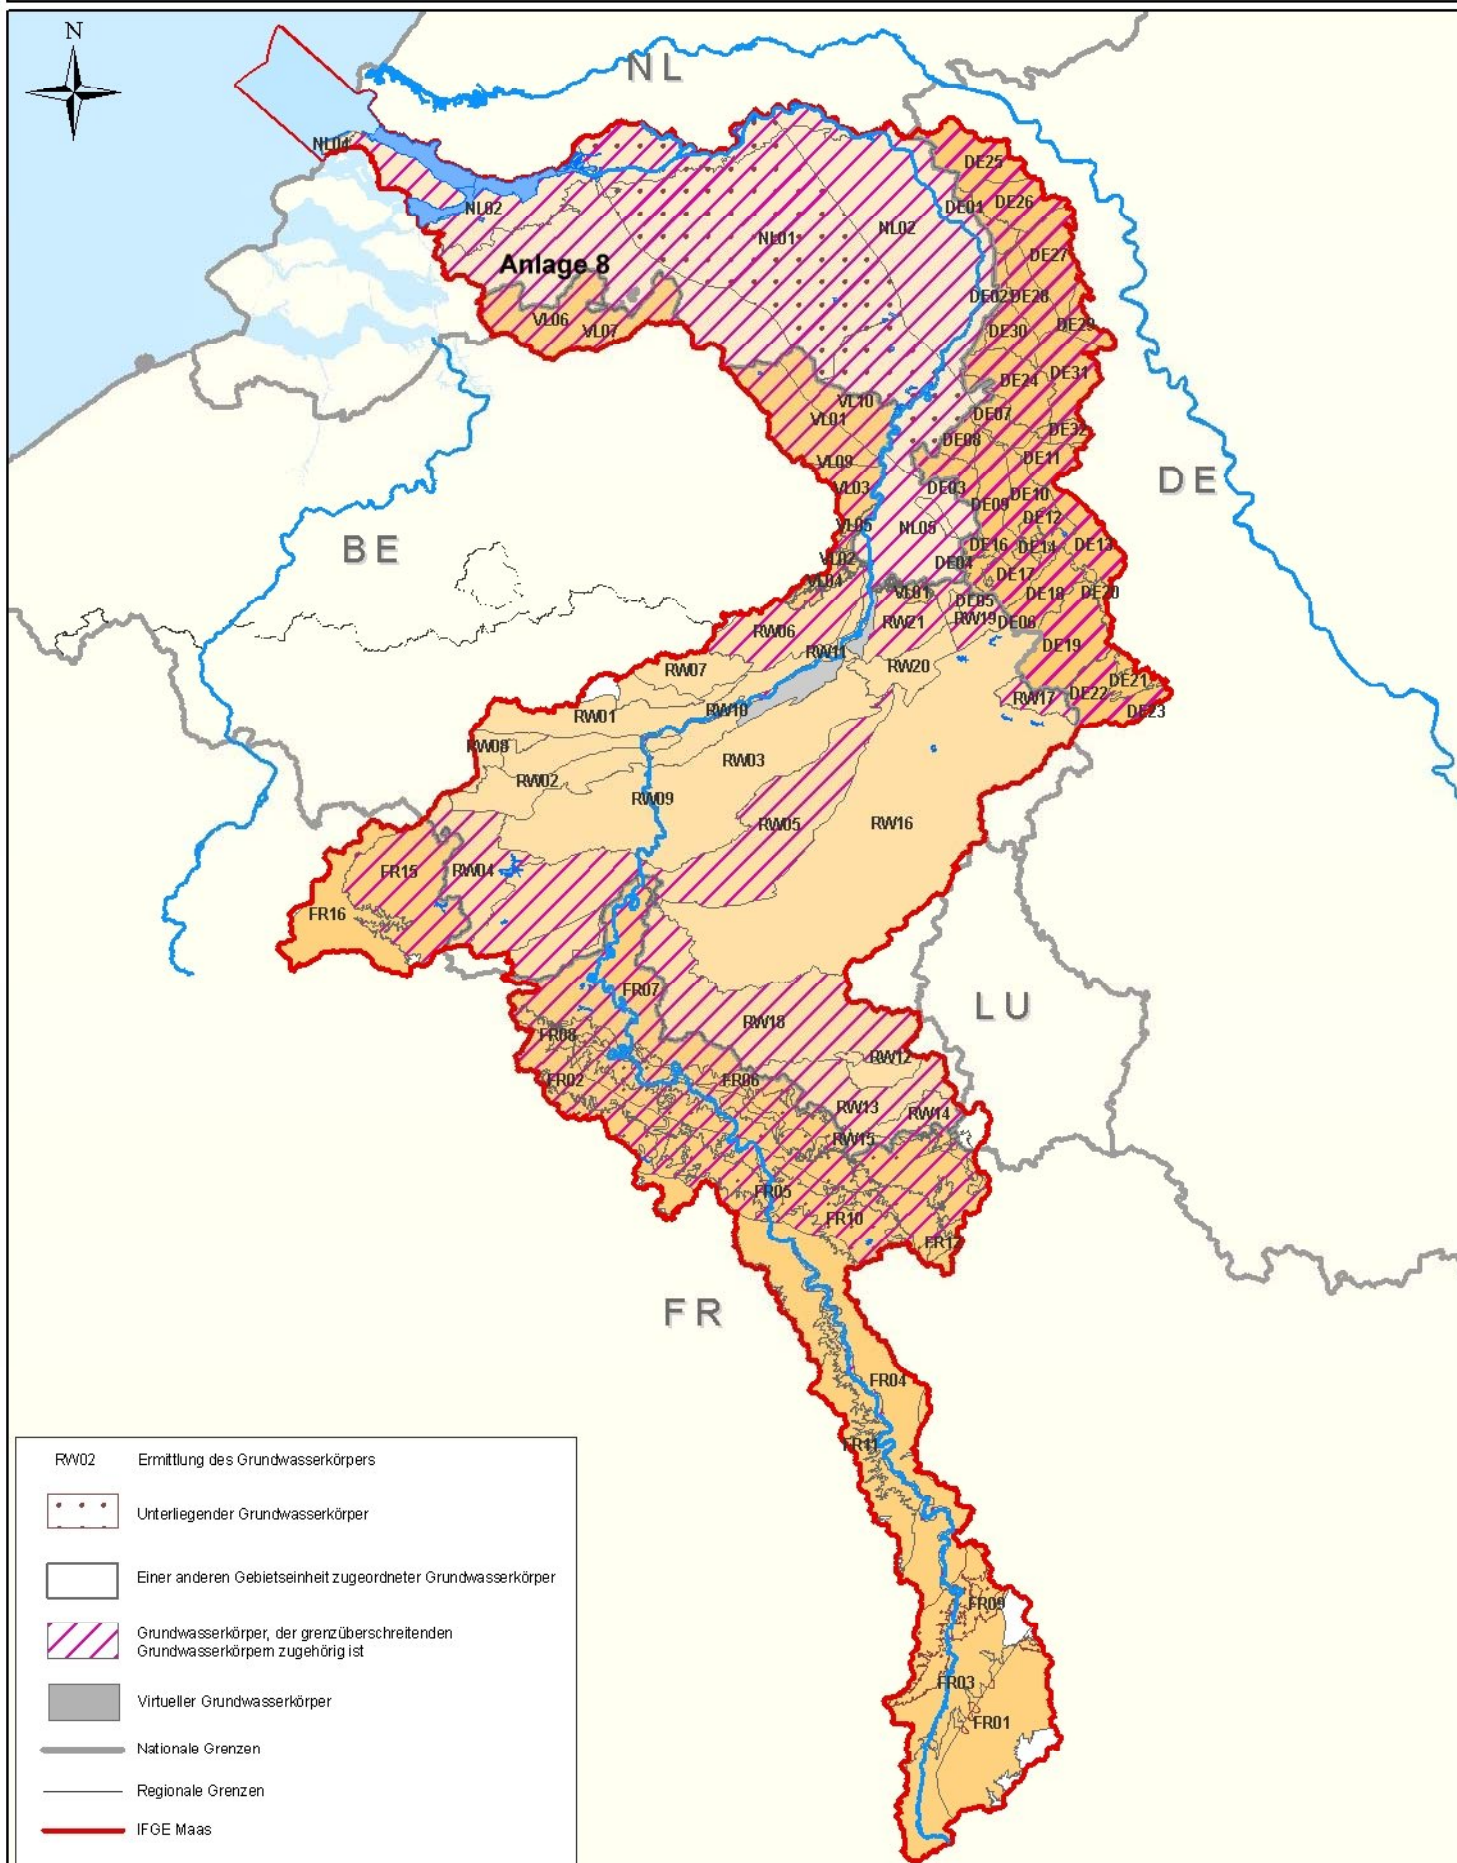 N
NL
NL04
DE25
DE01
DE26
NL02
NL02
NL01
DE27
Anlage 8
DE02
DE28
VL06
VL07
DE29
DE30
DE31
DE24
VL10
VL01
DE07
DE32
DE08
DE11
VL09
DE
VL03
DE03
DE10
DE09
DE12
VL05
NL05
BE
DE16
DE14
DE13
VL02
DE04
DE17
VL04
VL01
DE05
DE18
DE20
RW06
RW21
RW19
DE06
DE19
RW11
RW07
RW20
DE21
RW17
DE22
DE23
RW01
RW10
RW08
RW03
RW02
RW09
RW05
RW16
FR15
RW04
FR16
FR07
LU
RW18
FR08
RW12
FR02
FR06
RW13
RW14
RW15
FR05
FR10
FR12
FR
FR04
FR11
FR09
FR03
FR01
RW02 Ermittlung des Grundwasserkörpers
Unterliegender Grundwasserkörper
Einer anderen Gebietseinheit zugeordneter Grundwasserkörper
Grundwasserkörper, der grenzüberschreitenden
Grundwasserkörpern zugehörig ist
Virtueller Grundwasserkörper
Nationale Grenzen
Regionale Grenzen
IFGE Maas